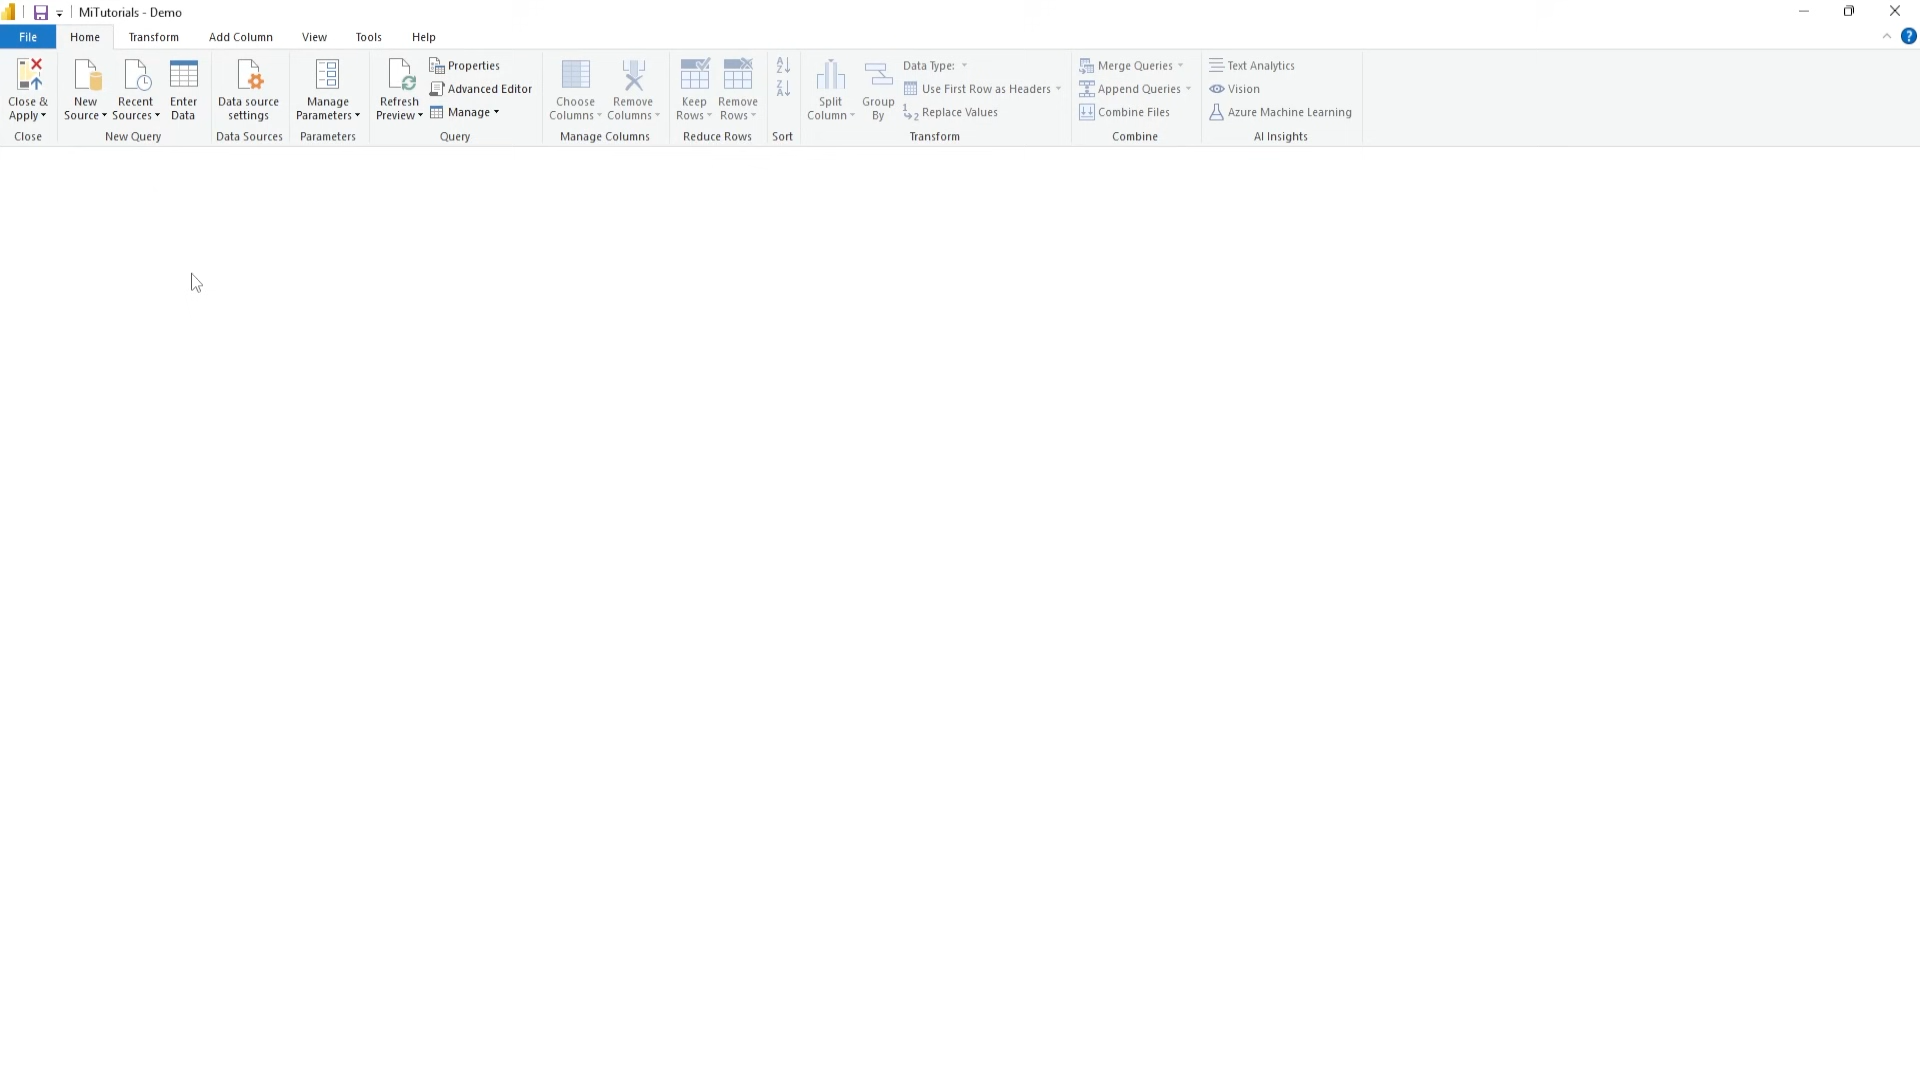 MiTutorials - Demo
File Home Transform Add Column View Tools Help
?
Close & Apply
Close
New Source
Recent Sources
Enter Data
New Query
Data source settings
Data Sources
Manage Parameters
Parameters
Refresh Preview
Properties
Advanced Editor
Manage
Query
Choose Columns
Remove Columns
Manage Columns
Keep Rows
Remove Rows
Reduce Rows
A Z
Z A
Sort
Split Column
Group By
Data Type:
Use First Row as Headers
1 2 Replace Values
Transform
Merge Queries
Append Queries
Combine Files
Combine
Text Analytics
Vision
Azure Machine Learning
AI Insights